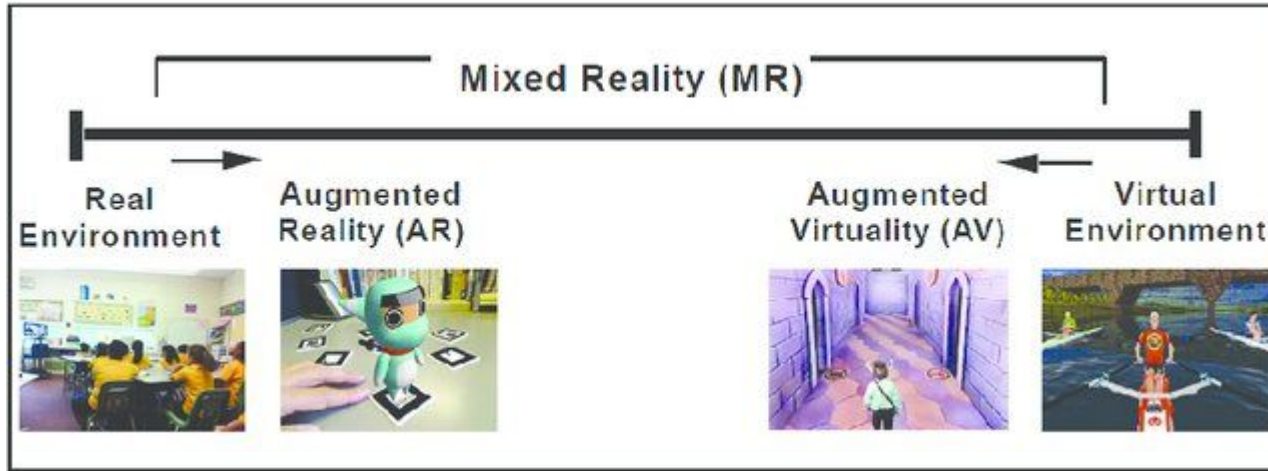 Mixed Reality (MR)
Real
Environment
Augmented
Reality (AR)
Augmented
Virtuality (AV)
Virtual
Environment